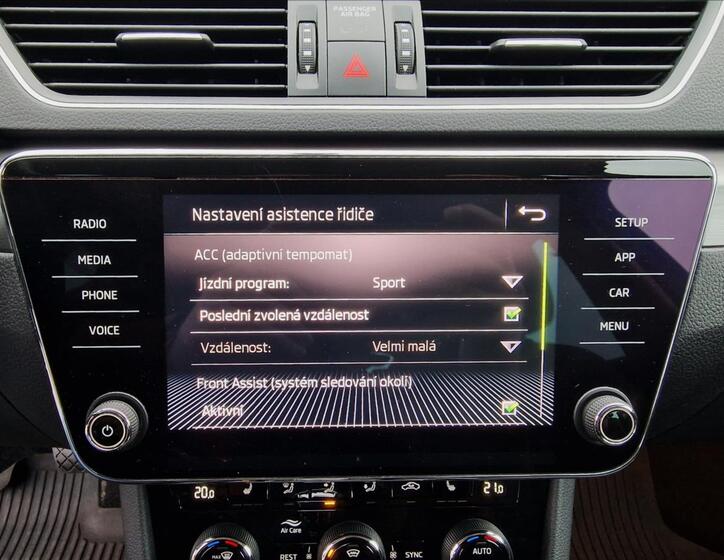 PASSENGER
AIR BAG
RADIO
MEDIA
PHONE
VOICE
Nastavení asistence řidiče
ACC (adaptivní tempomat)
Jízdní program: Sport
Poslední zvolená vzdálenost
Vzdálenost: Velmi malá
Front Assist (systém sledování okolí)
Aktivní
SETUP
APP
CAR
MENU
20.0
21.0
Air Care
MAX
REST
SYNC
AUTO